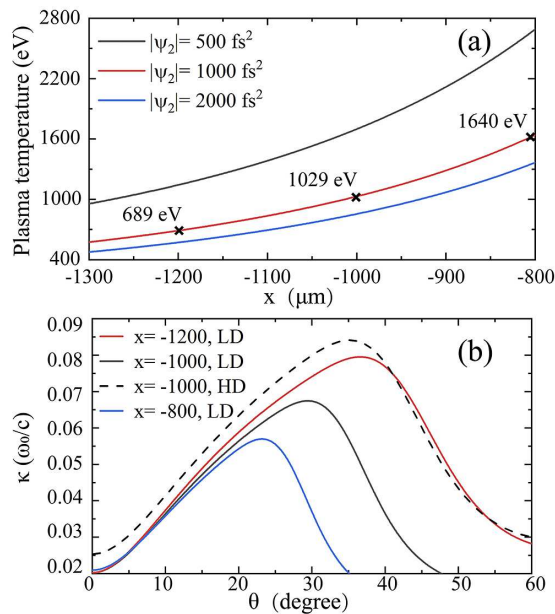 2800
2200
1600
1000
400
Plasma temperature (eV)
|ψ₂|= 500 fs²
|ψ₂|= 1000 fs²
|ψ₂|= 2000 fs²
(a)
1640 eV
1029 eV
689 eV
-1300 -1200 -1100 -1000 -900 -800
x (μm)
0.09
0.08
0.07
0.06
0.05
0.04
0.03
0.02
κ (ω₀/c)
x= -1200, LD
x= -1000, LD
x= -1000, HD
x= -800, LD
(b)
0 10 20 30 40 50 60
θ (degree)